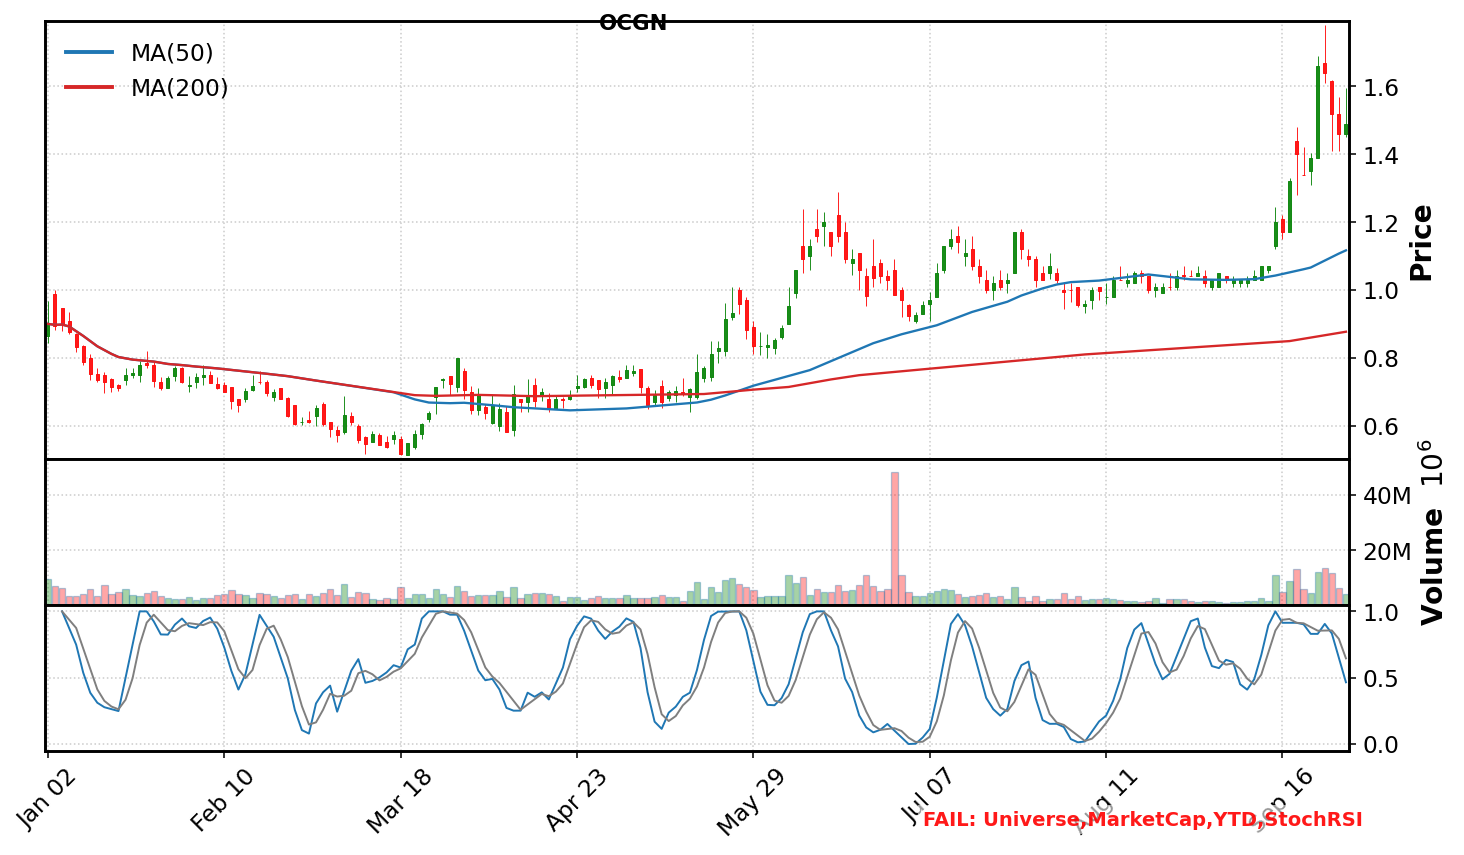 OCGN
MA(50)
MA(200)
1.6
1.4
1.2
1.0
0.8
0.6
Price
40M
20M
Volume 10^6
1.0
0.5
0.0
Jan 02
Feb 10
Mar 18
Apr 23
May 29
Jul 07
Aug 11
Sep 16
FAIL: Universe,MarketCap,YTD,StochRSI